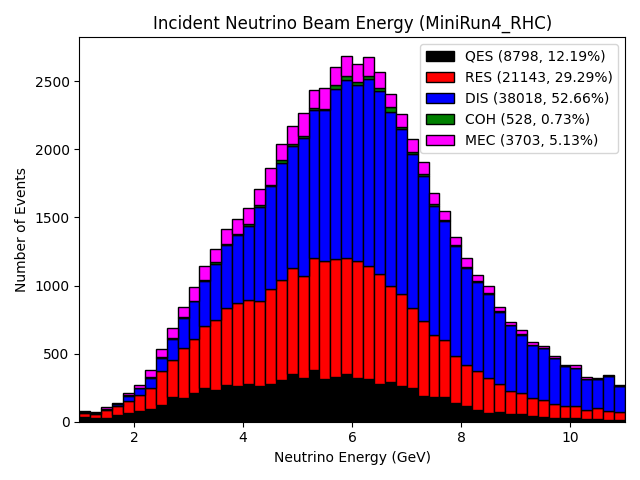 Incident Neutrino Beam Energy (MiniRun4_RHC)
QES (8798, 12.19%)
RES (21143, 29.29%)
DIS (38018, 52.66%)
COH (528, 0.73%)
MEC (3703, 5.13%)
Number of Events
2500
2000
1500
1000
500
0
2 4 6 8 10
Neutrino Energy (GeV)